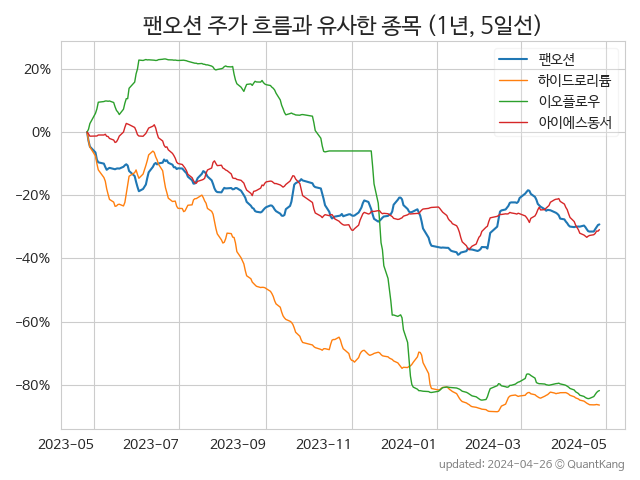 팬오션 주가 흐름과 유사한 종목 (1년, 5일선)
팬오션
하이드로리튬
이오플로우
아이에스동서
20%
0%
−20%
−40%
−60%
−80%
2023-05 2023-07 2023-09 2023-11 2024-01 2024-03 2024-05
updated: 2024-04-26 © QuantKang